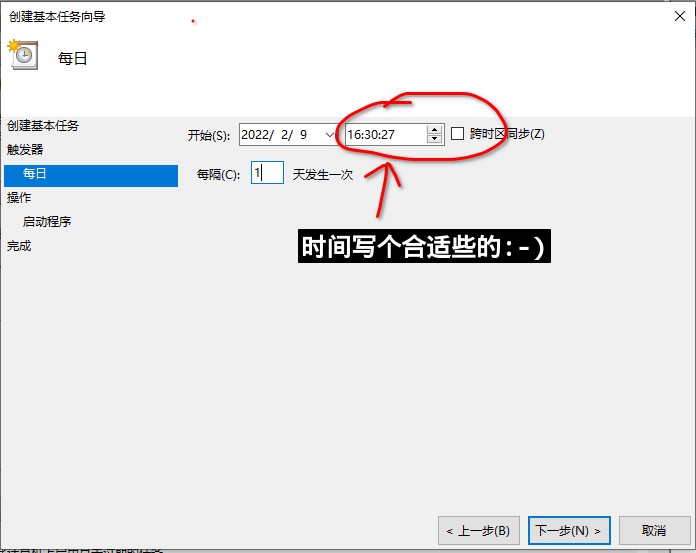 创建基本任务向导
每日
创建基本任务
触发器
每日
操作
启动程序
完成
开始(S): 2022/ 2/ 9 16:30:27 跨时区同步(Z)
每隔(C): 1 天发生一次
时间写个合适些的:-)
< 上一步(B) 下一步(N) > 取消